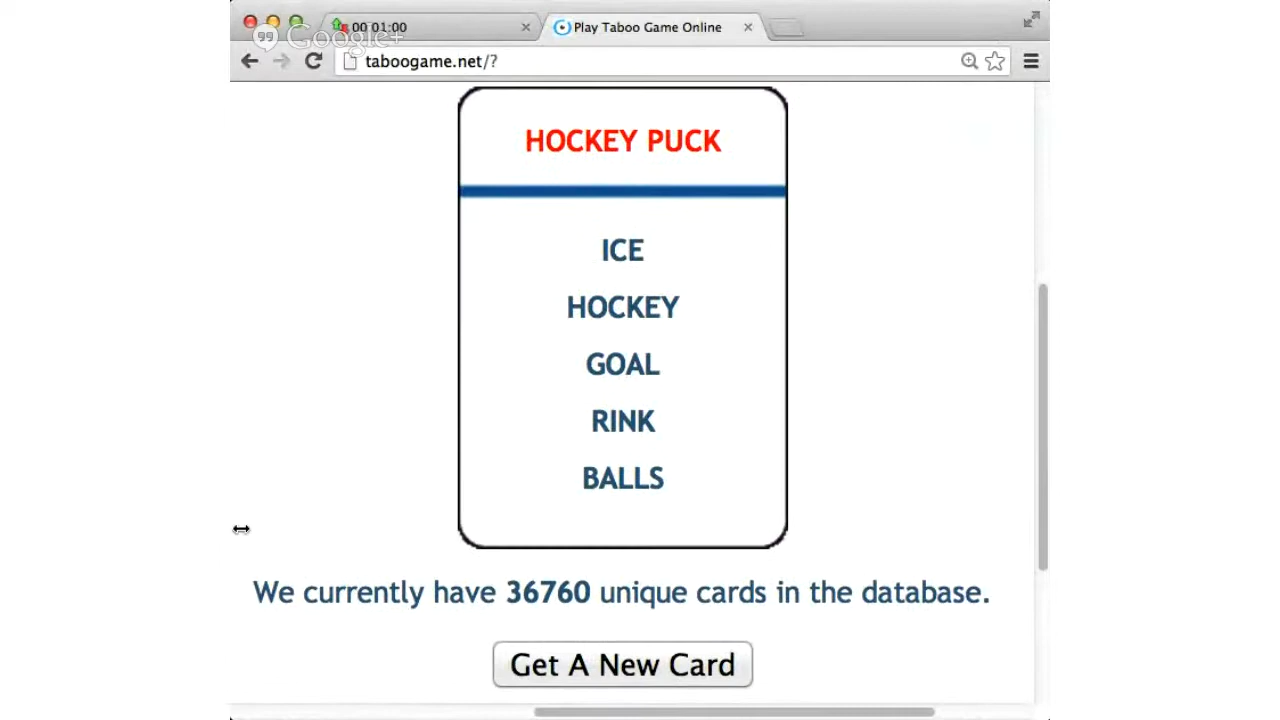 00:01:00
Play Taboo Game Online
Google+
taboogame.net/?
HOCKEY PUCK
ICE
HOCKEY
GOAL
RINK
BALLS
We currently have 36760 unique cards in the database.
Get A New Card